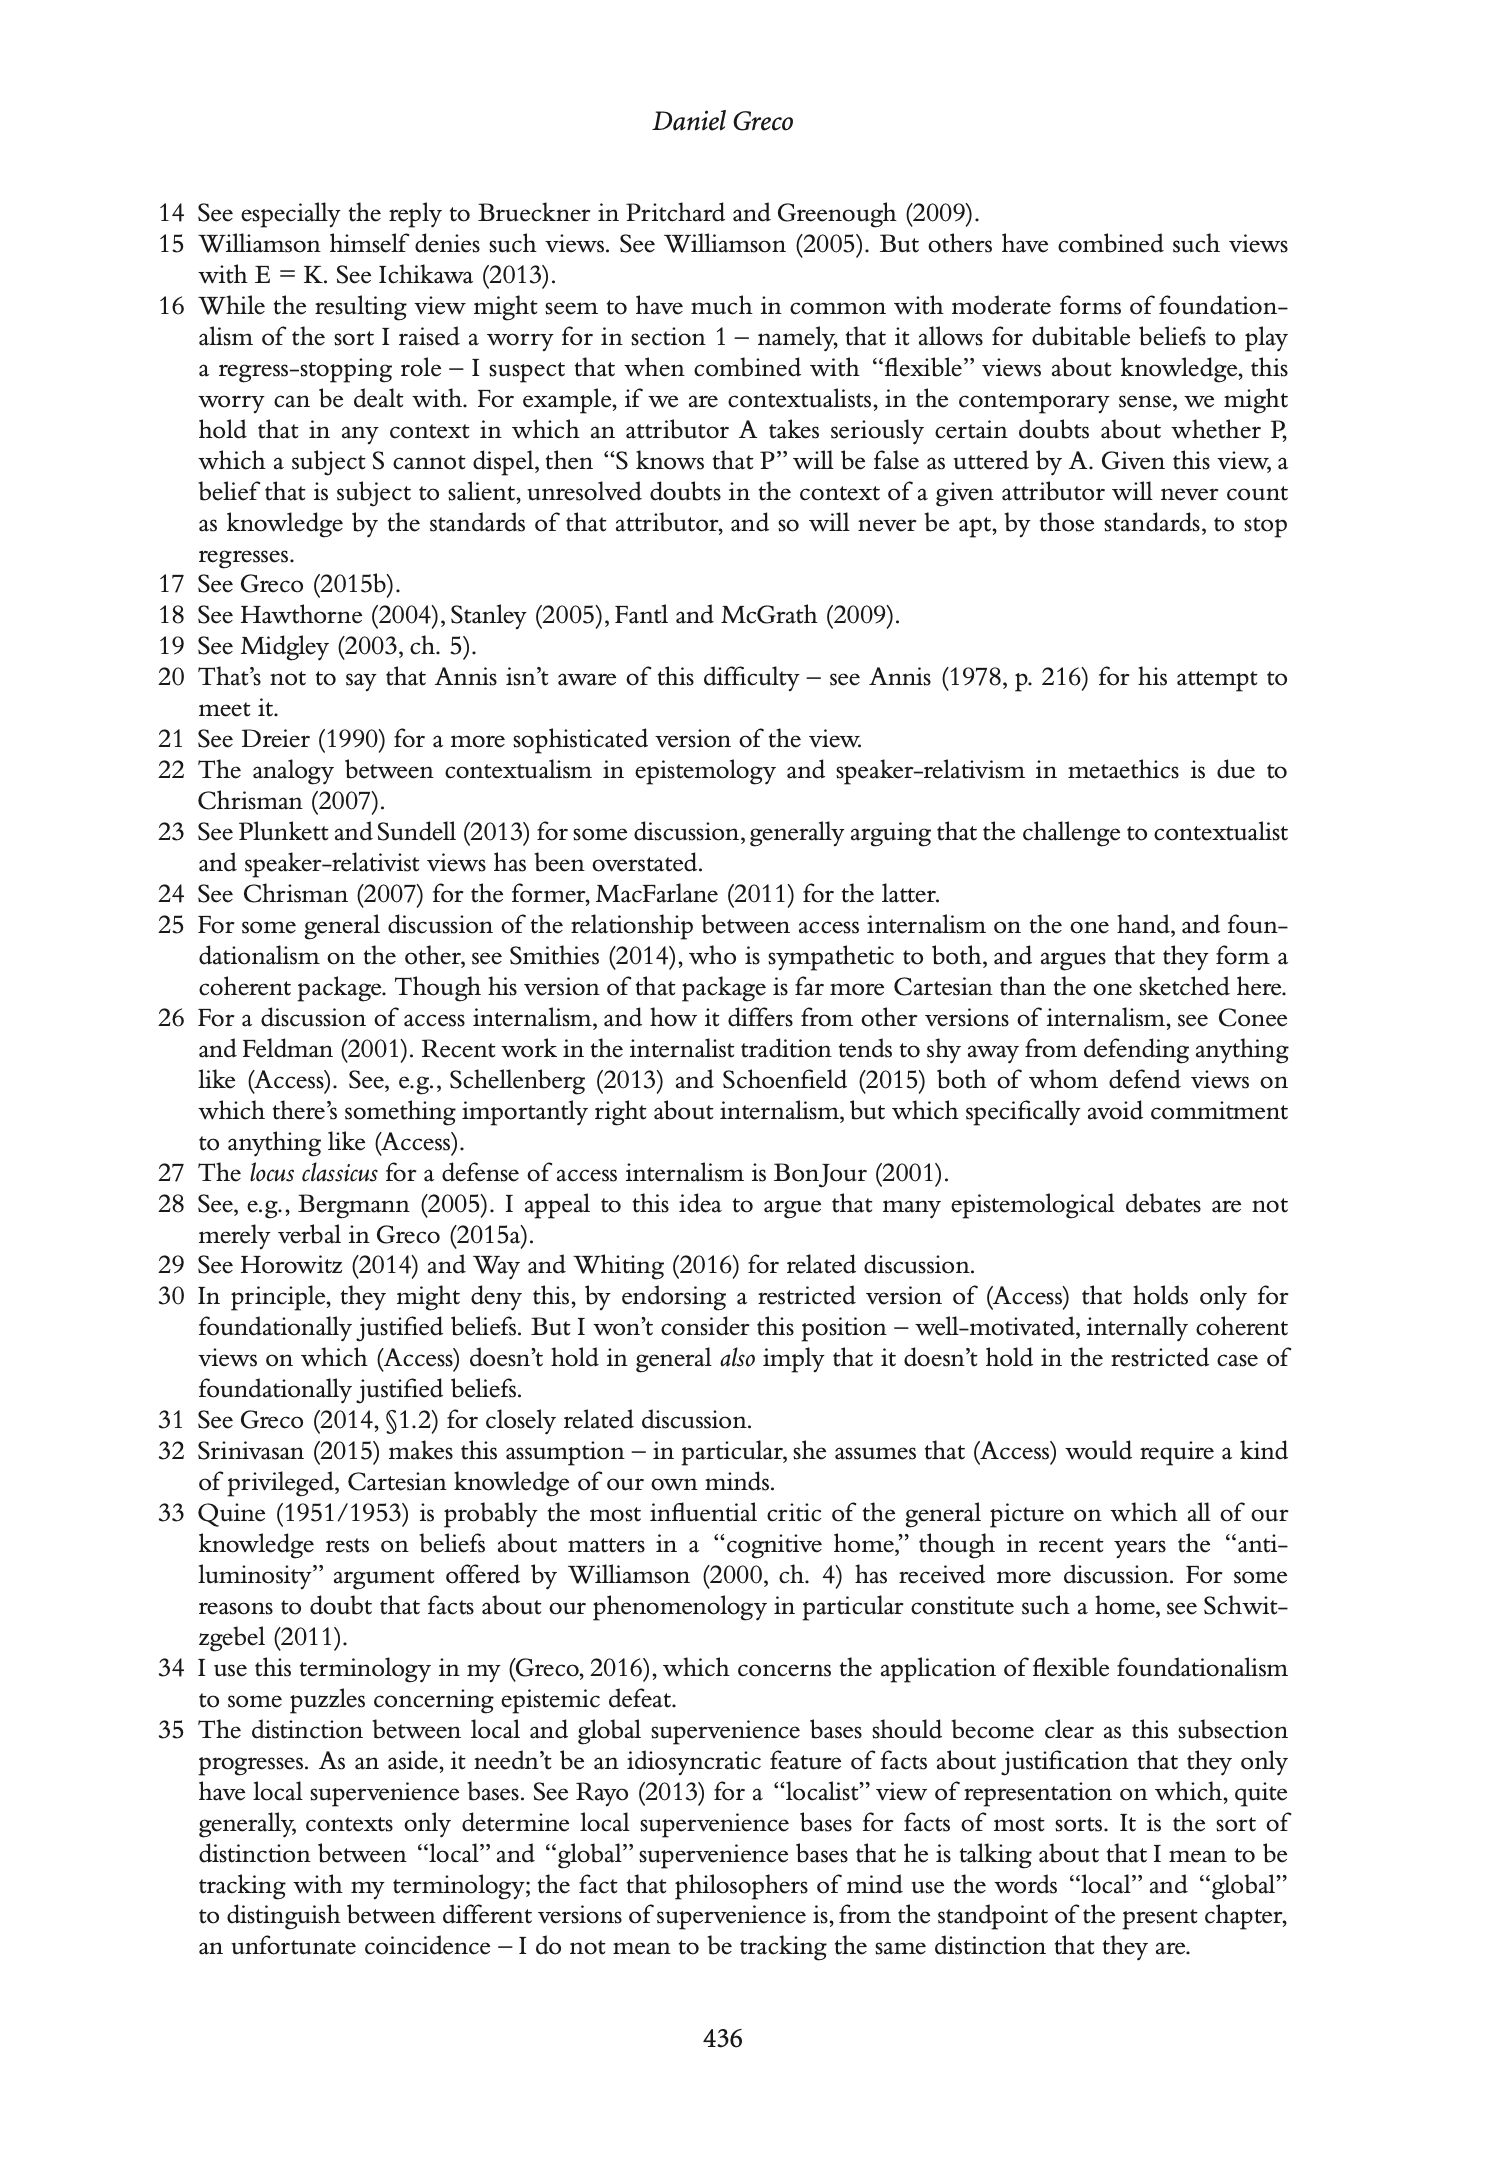 Daniel Greco
14 See especially the reply to Brueckner in Pritchard and Greenough (2009).
15 Williamson himself denies such views. See Williamson (2005). But others have combined such views
with E = K. See Ichikawa (2013).
16 While the resulting view might seem to have much in common with moderate forms of foundation-
alism of the sort I raised a worry for in section 1 – namely, that it allows for dubitable beliefs to play
a regress-stopping role – I suspect that when combined with “flexible” views about knowledge, this
worry can be dealt with. For example, if we are contextualists, in the contemporary sense, we might
hold that in any context in which an attributor A takes seriously certain doubts about whether P,
which a subject S cannot dispel, then “S knows that P” will be false as uttered by A. Given this view, a
belief that is subject to salient, unresolved doubts in the context of a given attributor will never count
as knowledge by the standards of that attributor, and so will never be apt, by those standards, to stop
regresses.
17 See Greco (2015b).
18 See Hawthorne (2004), Stanley (2005), Fantl and McGrath (2009).
19 See Midgley (2003, ch. 5).
20 That’s not to say that Annis isn’t aware of this difficulty – see Annis (1978, p. 216) for his attempt to
meet it.
21 See Dreier (1990) for a more sophisticated version of the view.
22 The analogy between contextualism in epistemology and speaker-relativism in metaethics is due to
Chrisman (2007).
23 See Plunkett and Sundell (2013) for some discussion, generally arguing that the challenge to contextualist
and speaker-relativist views has been overstated.
24 See Chrisman (2007) for the former, MacFarlane (2011) for the latter.
25 For some general discussion of the relationship between access internalism on the one hand, and foun-
dationalism on the other, see Smithies (2014), who is sympathetic to both, and argues that they form a
coherent package. Though his version of that package is far more Cartesian than the one sketched here.
26 For a discussion of access internalism, and how it differs from other versions of internalism, see Conee
and Feldman (2001). Recent work in the internalist tradition tends to shy away from defending anything
like (Access). See, e.g., Schellenberg (2013) and Schoenfield (2015) both of whom defend views on
which there’s something importantly right about internalism, but which specifically avoid commitment
to anything like (Access).
27 The locus classicus for a defense of access internalism is BonJour (2001).
28 See, e.g., Bergmann (2005). I appeal to this idea to argue that many epistemological debates are not
merely verbal in Greco (2015a).
29 See Horowitz (2014) and Way and Whiting (2016) for related discussion.
30 In principle, they might deny this, by endorsing a restricted version of (Access) that holds only for
foundationally justified beliefs. But I won’t consider this position – well-motivated, internally coherent
views on which (Access) doesn’t hold in general also imply that it doesn’t hold in the restricted case of
foundationally justified beliefs.
31 See Greco (2014, §1.2) for closely related discussion.
32 Srinivasan (2015) makes this assumption – in particular, she assumes that (Access) would require a kind
of privileged, Cartesian knowledge of our own minds.
33 Quine (1951/1953) is probably the most influential critic of the general picture on which all of our
knowledge rests on beliefs about matters in a “cognitive home,” though in recent years the “anti-
luminosity” argument offered by Williamson (2000, ch. 4) has received more discussion. For some
reasons to doubt that facts about our phenomenology in particular constitute such a home, see Schwit-
zgebel (2011).
34 I use this terminology in my (Greco, 2016), which concerns the application of flexible foundationalism
to some puzzles concerning epistemic defeat.
35 The distinction between local and global supervenience bases should become clear as this subsection
progresses. As an aside, it needn’t be an idiosyncratic feature of facts about justification that they only
have local supervenience bases. See Rayo (2013) for a “localist” view of representation on which, quite
generally, contexts only determine local supervenience bases for facts of most sorts. It is the sort of
distinction between “local” and “global” supervenience bases that he is talking about that I mean to be
tracking with my terminology; the fact that philosophers of mind use the words “local” and “global”
to distinguish between different versions of supervenience is, from the standpoint of the present chapter,
an unfortunate coincidence – I do not mean to be tracking the same distinction that they are.
436